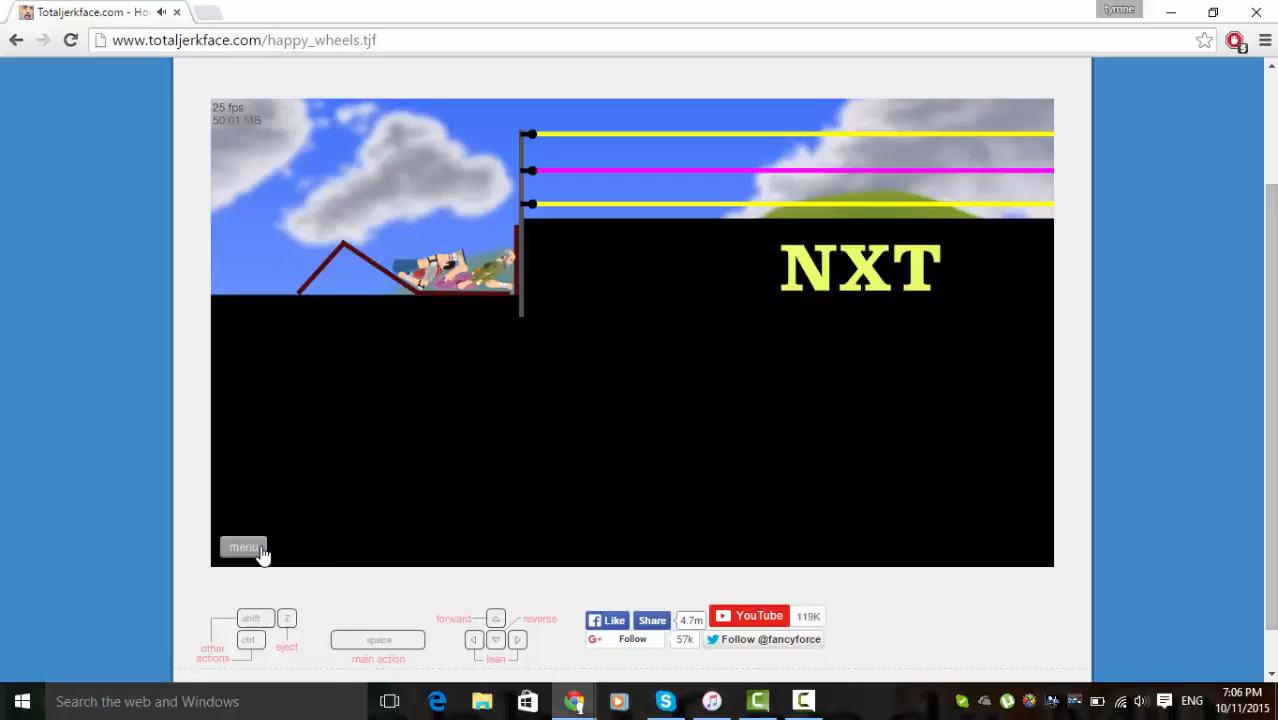 Totaljerkface.com - Ho
tyrone
www.totaljerkface.com/happy_wheels.tjf
25 fps
50.01 MB
NXT
menu
shift
Z
ctrl
other
actions
eject
space
main action
forward
reverse
lean
Like
Share
4.7m
YouTube
119K
Follow
57k
Follow @fancyforce
Search the web and Windows
ENG
7:06 PM
10/11/2015